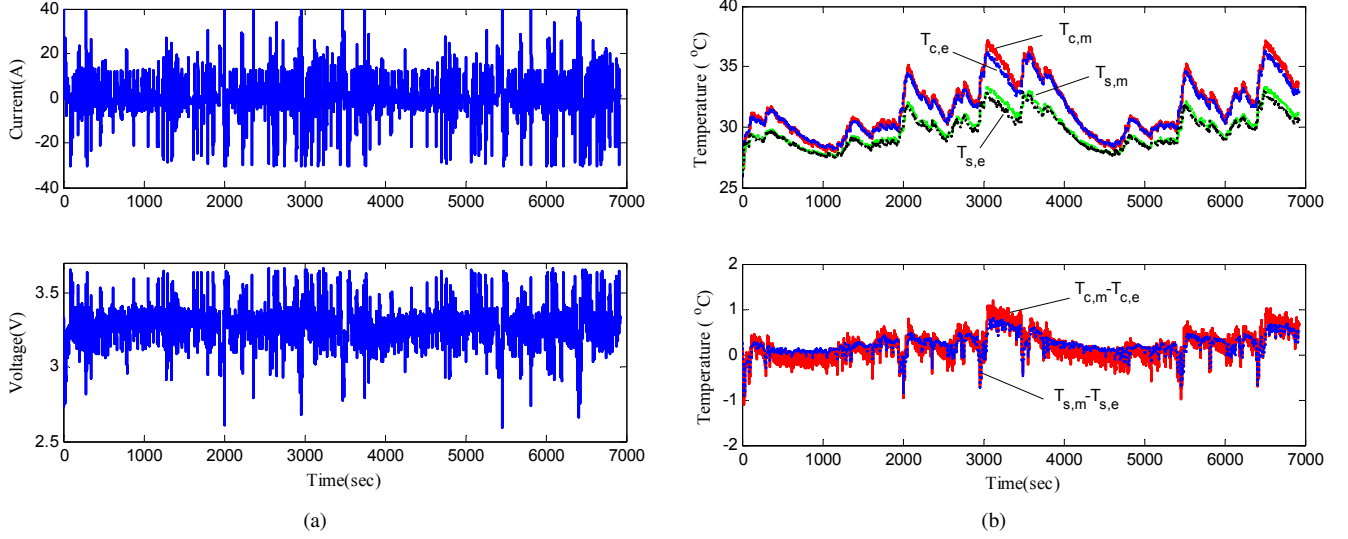 40
20
0
-20
-40
Current(A)
0 1000 2000 3000 4000 5000 6000 7000
3.5
3
2.5
Voltage(V)
0 1000 2000 3000 4000 5000 6000 7000
Time(sec)
(a)
40
35
30
25
Temperature ( °C)
T_c,e
T_c,m
T_s,m
T_s,e
0 1000 2000 3000 4000 5000 6000 7000
2
1
0
-1
-2
Temperature ( °C)
T_c,m-T_c,e
T_s,m-T_s,e
0 1000 2000 3000 4000 5000 6000 7000
Time(sec)
(b)